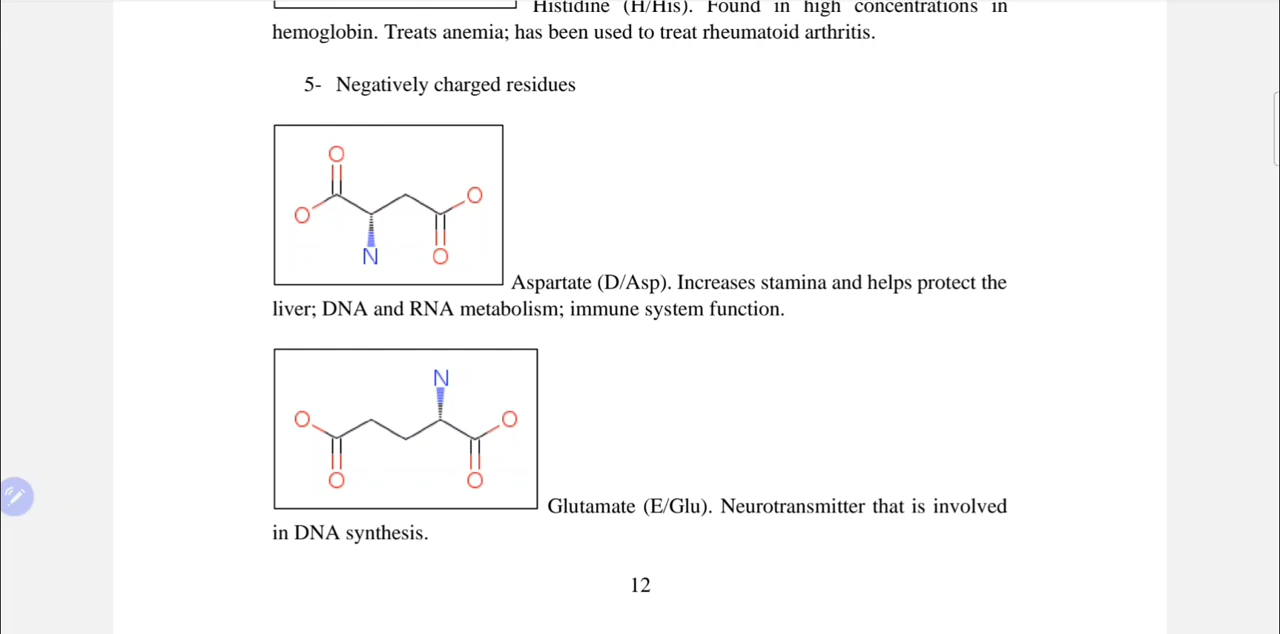 Histidine (H/His). Found in high concentrations in
hemoglobin. Treats anemia; has been used to treat rheumatoid arthritis.
5- Negatively charged residues
O
O O
N O
Aspartate (D/Asp). Increases stamina and helps protect the
liver; DNA and RNA metabolism; immune system function.
N
O O
O O
Glutamate (E/Glu). Neurotransmitter that is involved
in DNA synthesis.
12